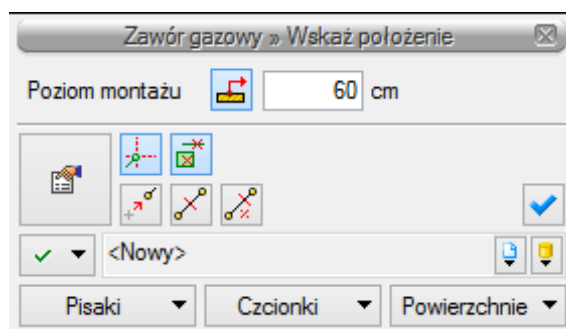 Zawór gazowy » Wskaż położenie
Poziom montażu 60 cm
<Nowy>
Pisaki Czcionki Powierzchnie